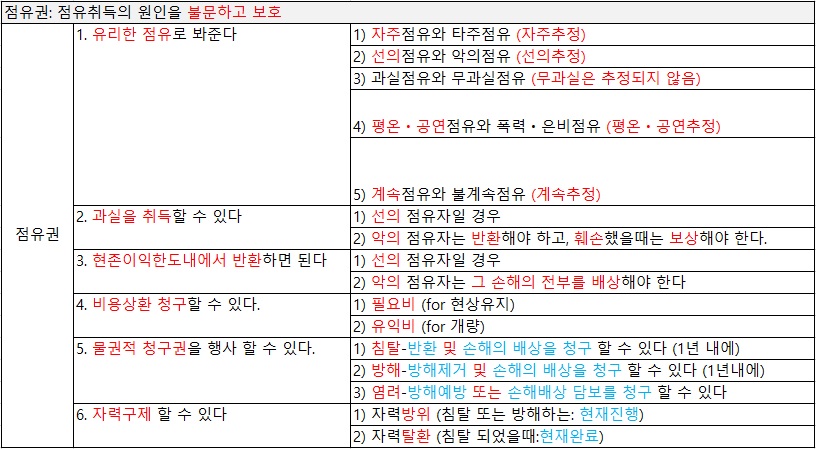 점유권: 점유취득의 원인을 불문하고 보호
점유권
1. 유리한 점유로 봐준다
1) 자주점유와 타주점유 (자주추정)
2) 선의점유와 악의점유 (선의추정)
3) 과실점유와 무과실점유 (무과실은 추정되지 않음)
4) 평온・공연점유와 폭력・은비점유 (평온・공연추정)
5) 계속점유와 불계속점유 (계속추정)
2. 과실을 취득할 수 있다
1) 선의 점유자일 경우
2) 악의 점유자는 반환해야 하고, 훼손했을때는 보상해야 한다.
3. 현존이익한도내에서 반환하면 된다
1) 선의 점유자일 경우
2) 악의 점유자는 그 손해의 전부를 배상해야 한다
4. 비용상환 청구할 수 있다.
1) 필요비 (for 현상유지)
2) 유익비 (for 개량)
5. 물권적 청구권을 행사 할 수 있다.
1) 침탈-반환 및 손해의 배상을 청구 할 수 있다 (1년 내에)
2) 방해-방해제거 및 손해의 배상을 청구 할 수 있다 (1년내에)
3) 염려-방해예방 또는 손해배상 담보를 청구 할 수 있다
6. 자력구제 할 수 있다
1) 자력방위 (침탈 또는 방해하는: 현재진행)
2) 자력탈환 (침탈 되었을때:현재완료)